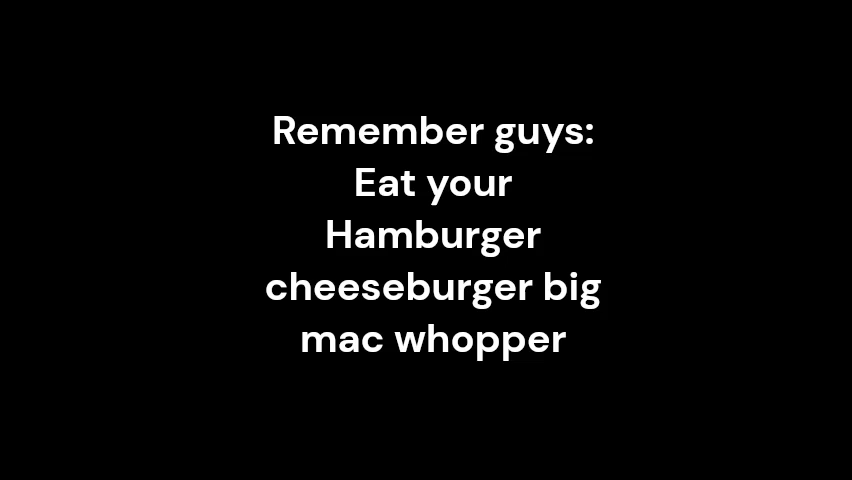 Remember guys:
Eat your
Hamburger
cheeseburger big
mac whopper